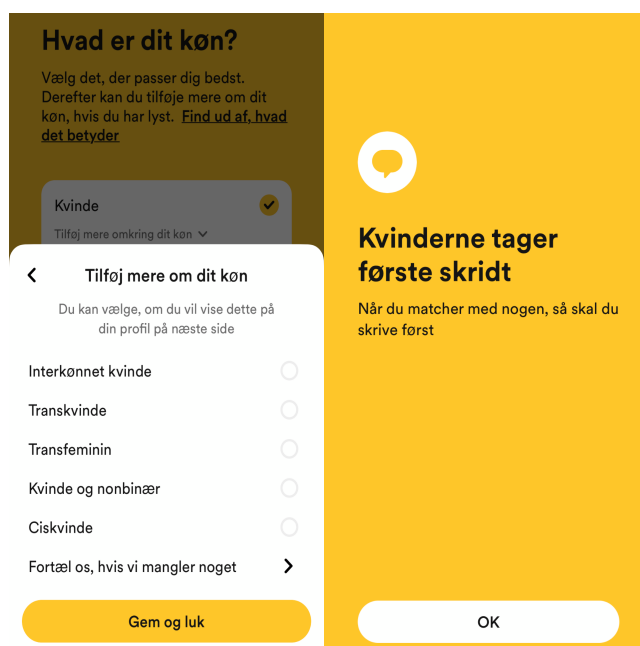 Hvad er dit køn?
Vælg det, der passer dig bedst.
Derefter kan du tilføje mere om dit
køn, hvis du har lyst. Find ud af, hvad
det betyder
Kvinde
Tilføj mere omkring dit køn
Tilføj mere om dit køn
Du kan vælge, om du vil vise dette på
din profil på næste side
Interkønnet kvinde
Transkvinde
Transfeminin
Kvinde og nonbinær
Ciskvinde
Fortæl os, hvis vi mangler noget
Gem og luk
Kvinderne tager
første skridt
Når du matcher med nogen, så skal du
skrive først
OK